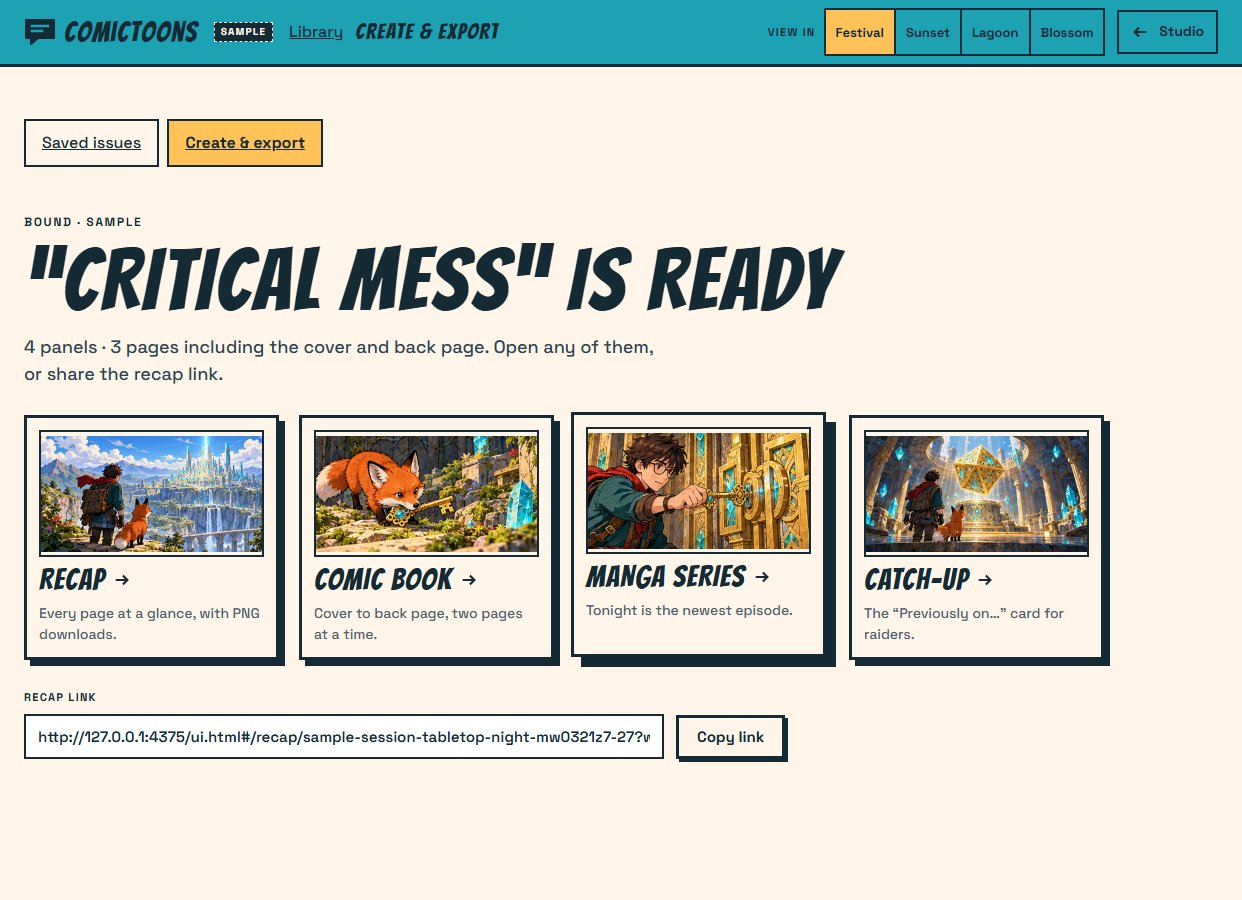 COMICTOONS SAMPLE Library CREATE & EXPORT VIEW IN Festival Sunset Lagoon Blossom ← Studio
Saved issues Create & export
BOUND · SAMPLE
"CRITICAL MESS" IS READY
4 panels · 3 pages including the cover and back page. Open any of them,
or share the recap link.
RECAP →
Every page at a glance, with PNG
downloads.
COMIC BOOK →
Cover to back page, two pages
at a time.
MANGA SERIES →
Tonight is the newest episode.
CATCH-UP →
The “Previously on…” card for
raiders.
RECAP LINK
http://127.0.0.1:4375/ui.html#/recap/sample-session-tabletop-night-mw0321z7-27?v Copy link